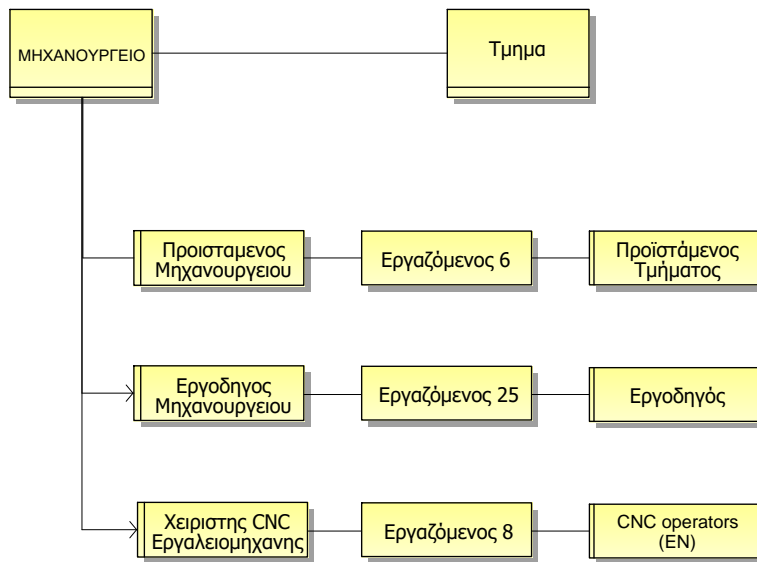 ΜΗΧΑΝΟΥΡΓΕΙΟ
Τμημα
Προισταμενος
Μηχανουργειου
Εργαζόμενος 6
Προϊστάμενος
Τμήματος
Εργοδηγος
Μηχανουργειου
Εργαζόμενος 25
Εργοδηγός
Χειριστης CNC
Εργαλειομηχανης
Εργαζόμενος 8
CNC operators
(EN)